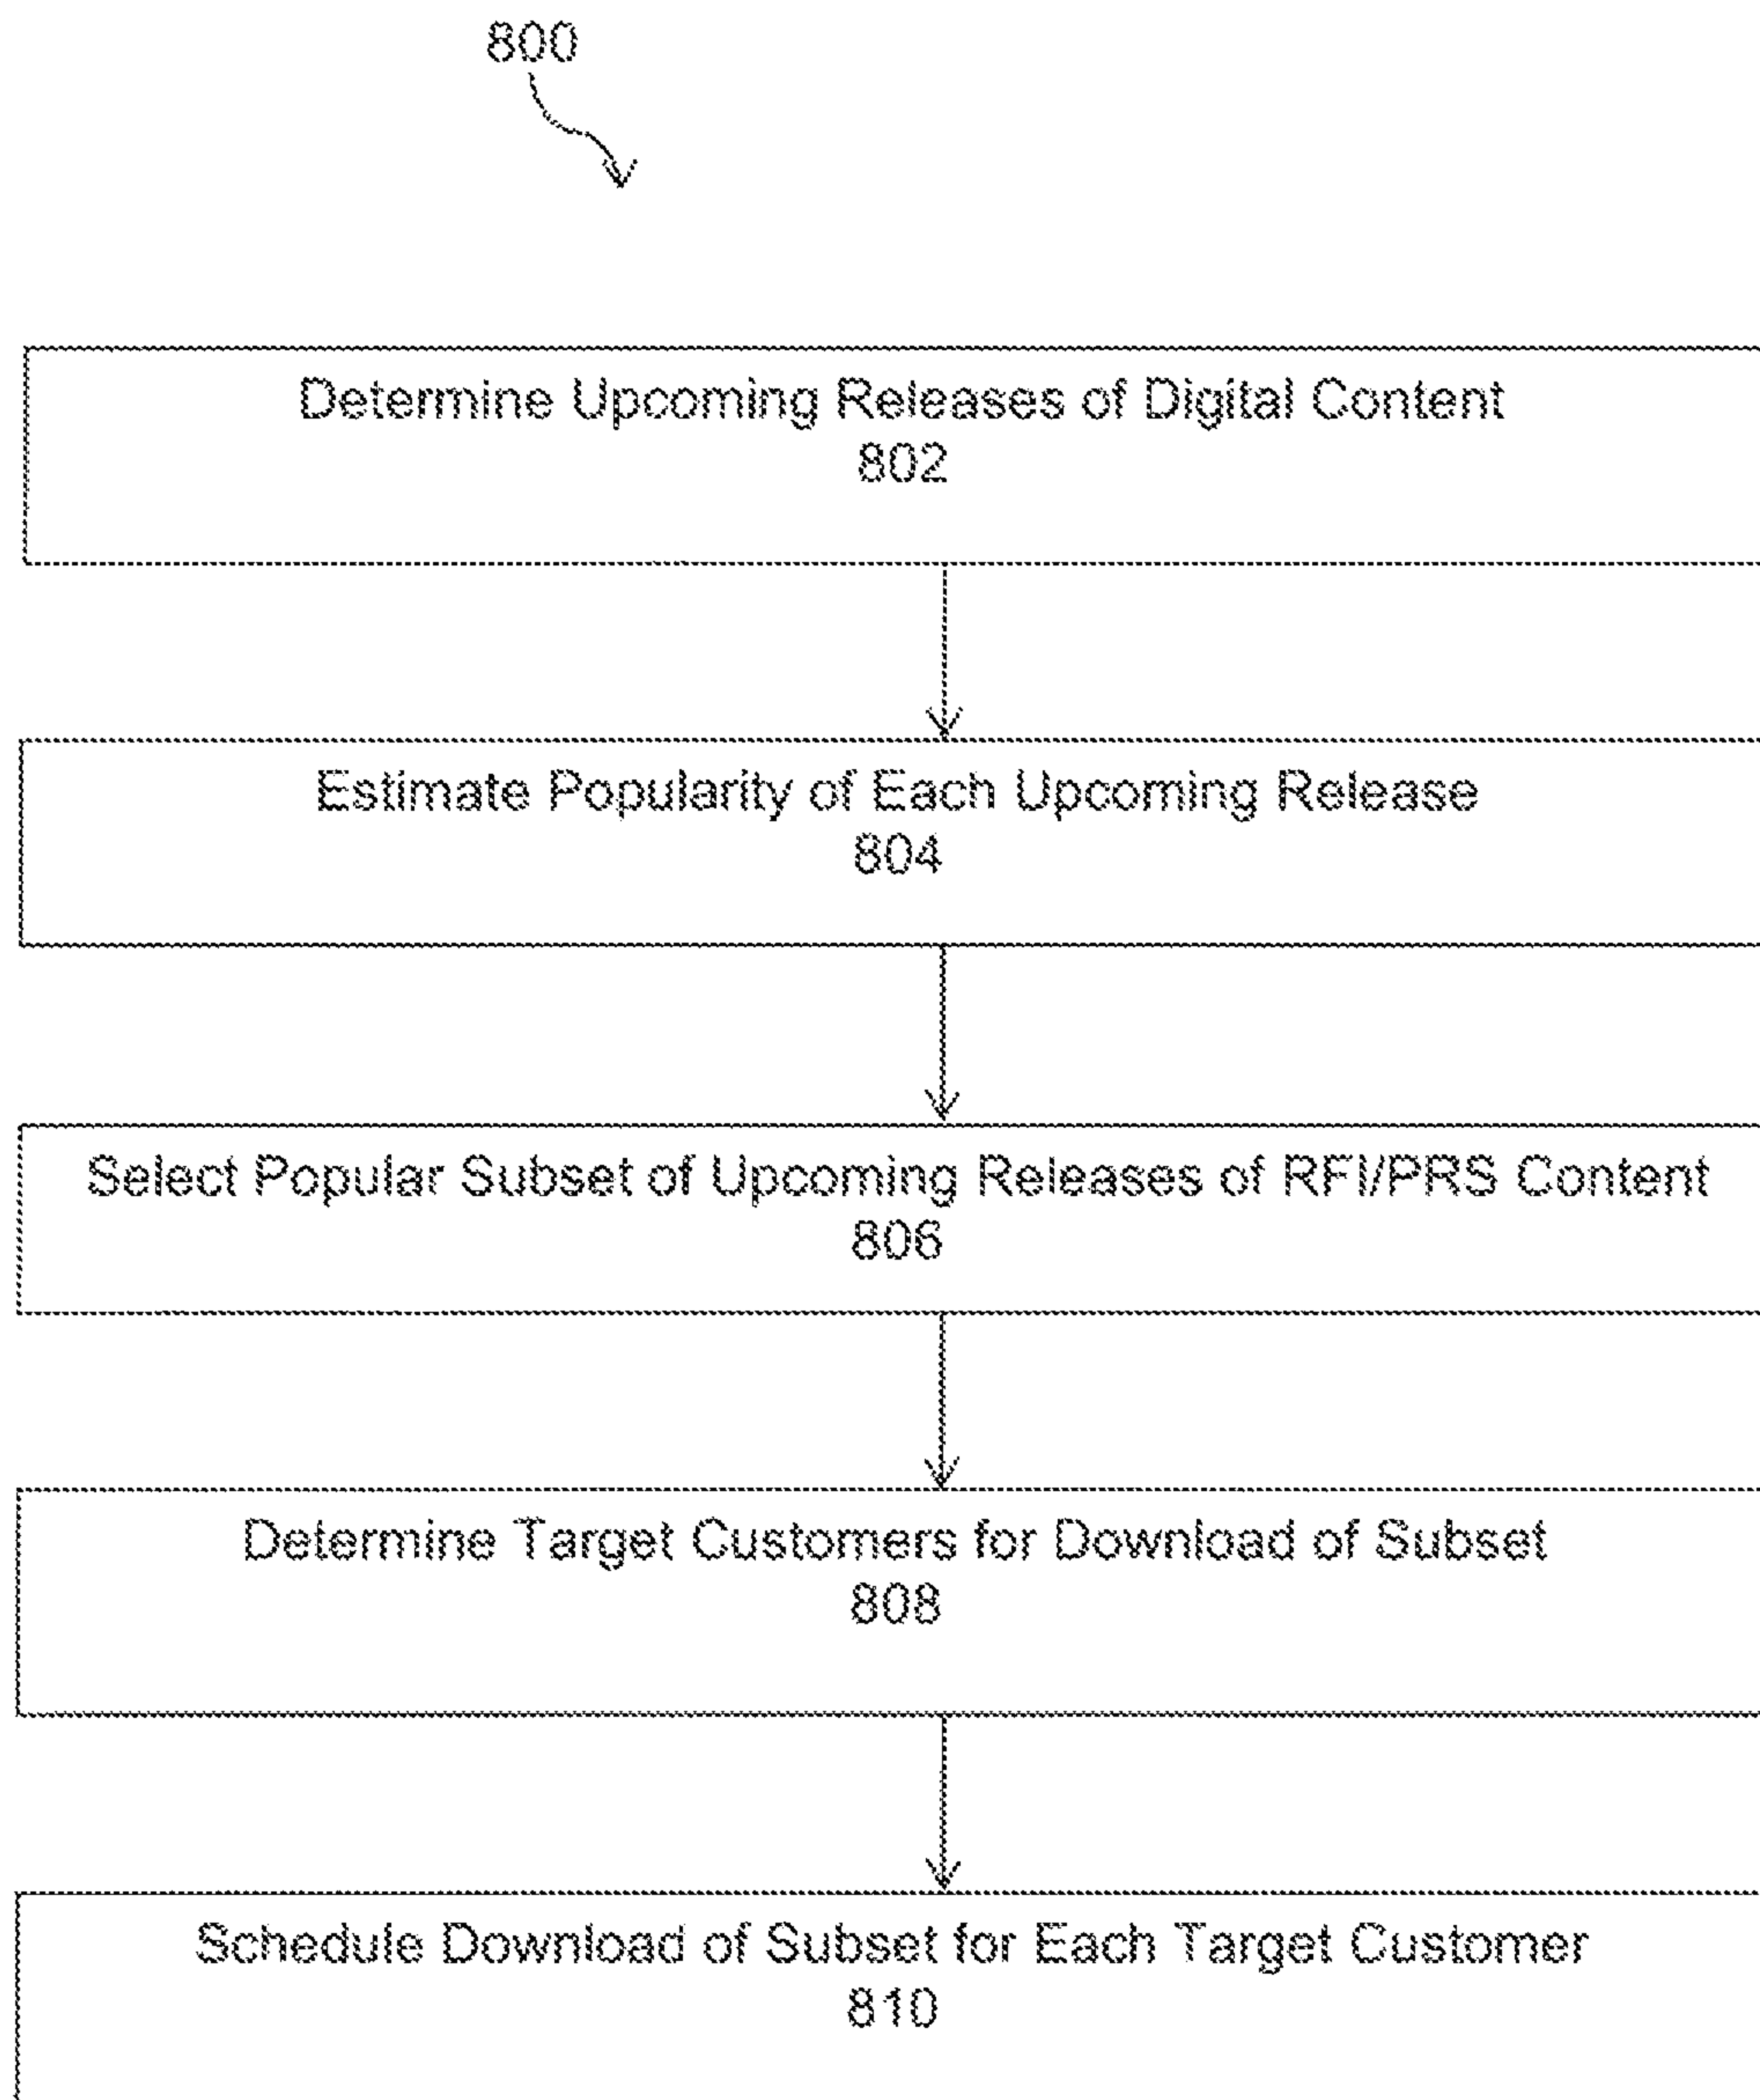 800
Determine Upcoming Releases of Digital Content
802
Estimate Popularity of Each Upcoming Release
804
Select Popular Subset of Upcoming Releases of RFI/PRS Content
806
Determine Target Customers for Download of Subset
808
Schedule Download of Subset for Each Target Customer
810